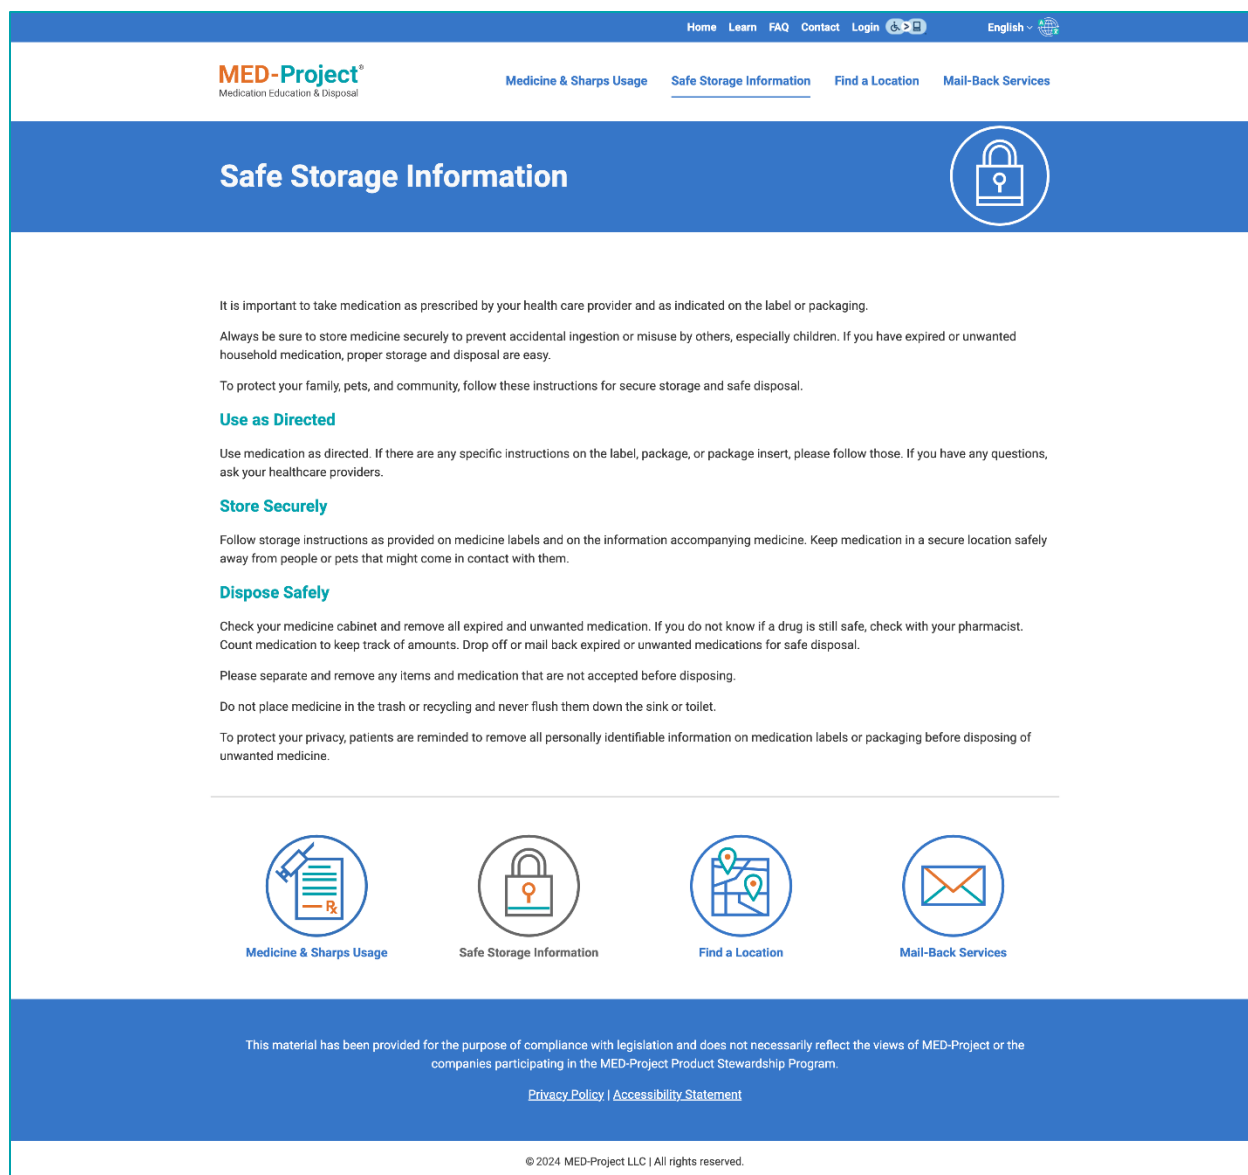 Home Learn FAQ Contact Login English
MED-Project®
Medication Education & Disposal
Medicine & Sharps Usage Safe Storage Information Find a Location Mail-Back Services
Safe Storage Information
It is important to take medication as prescribed by your health care provider and as indicated on the label or packaging.
Always be sure to store medicine securely to prevent accidental ingestion or misuse by others, especially children. If you have expired or unwanted
household medication, proper storage and disposal are easy.
To protect your family, pets, and community, follow these instructions for secure storage and safe disposal.
Use as Directed
Use medication as directed. If there are any specific instructions on the label, package, or package insert, please follow those. If you have any questions,
ask your healthcare providers.
Store Securely
Follow storage instructions as provided on medicine labels and on the information accompanying medicine. Keep medication in a secure location safely
away from people or pets that might come in contact with them.
Dispose Safely
Check your medicine cabinet and remove all expired and unwanted medication. If you do not know if a drug is still safe, check with your pharmacist.
Count medication to keep track of amounts. Drop off or mail back expired or unwanted medications for safe disposal.
Please separate and remove any items and medication that are not accepted before disposing.
Do not place medicine in the trash or recycling and never flush them down the sink or toilet.
To protect your privacy, patients are reminded to remove all personally identifiable information on medication labels or packaging before disposing of
unwanted medicine.
℞
Medicine & Sharps Usage Safe Storage Information Find a Location Mail-Back Services
This material has been provided for the purpose of compliance with legislation and does not necessarily reflect the views of MED-Project or the
companies participating in the MED-Project Product Stewardship Program.
Privacy Policy | Accessibility Statement
© 2024 MED-Project LLC | All rights reserved.